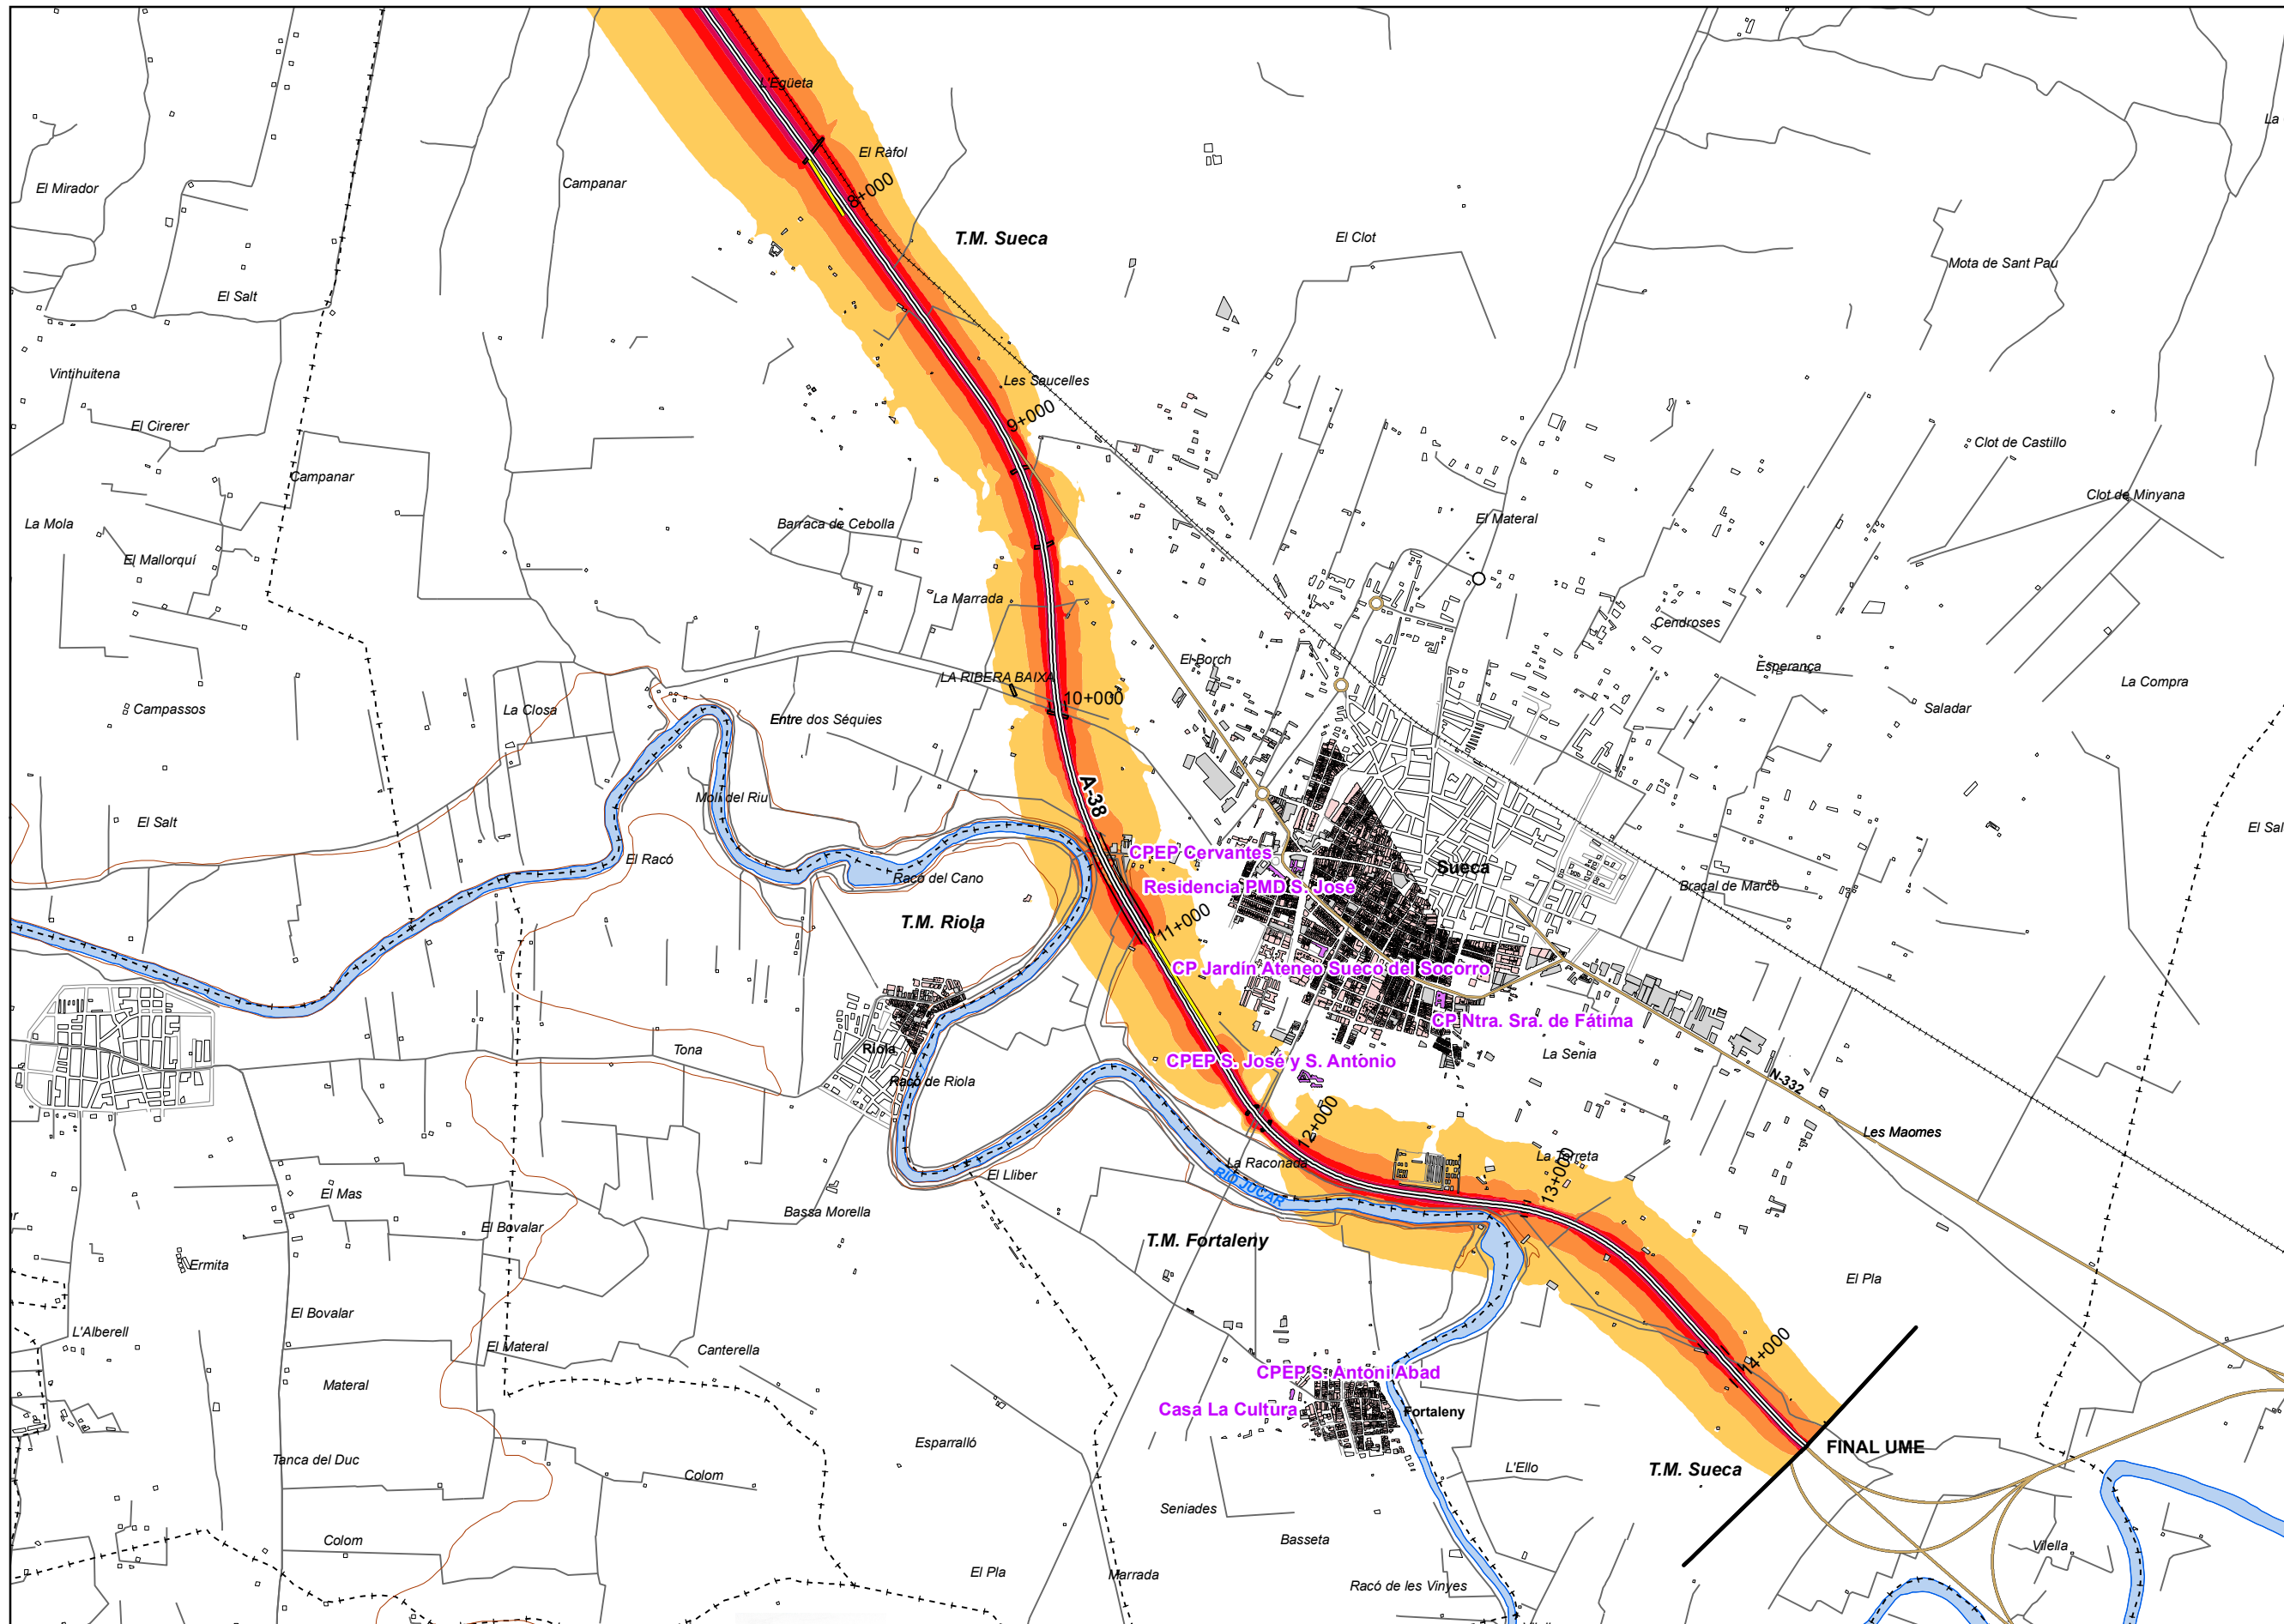 L'Egüeta
La
El Ràfol
El Mirador
Campanar
8+000
T.M. Sueca
El Clot
Mota de Sant Pau
El Salt
Vintihuitena
Les Saucelles
9+000
El Cirerer
Clot de Castillo
Campanar
Clot de Minyana
La Mola
Barraca de Cebolla
El Materal
El Mallorquí
La Marrada
Cendroses
El Borch
Esperança
LA RIBERA BAIXA
La Compra
10+000
Campassos
La Closa
Entre dos Séquies
Saladar
A-38
Molí del Riu
El Salt
El Sal
CPEP Cervantes
El Racó
Sueca
Racó del Cano
Residencia PMD S. José
Braçal de Marco
T.M. Riola
11+000
CP Jardín Ateneo Sueco del Socorro
CP Ntra. Sra. de Fátima
Riola
Tona
La Senia
CPEP S. José y S. Antonio
Racó de Riola
N-332
12+000
Les Maomes
La Torreta
La Raconada
El Lliber
13+000
RÍO JÚCAR
El Mas
Bassa Morella
El Bovalar
T.M. Fortaleny
Ermita
El Pla
El Bovalar
L'Alberell
El Materal
Canterella
14+000
CPEP S. Antoni Abad
Materal
Casa La Cultura
Fortaleny
Esparralló
FINAL UME
Tanca del Duc
Colom
L'Ello
T.M. Sueca
Seniades
Colom
Basseta
Vilella
El Pla
Marrada
Racó de les Vinyes